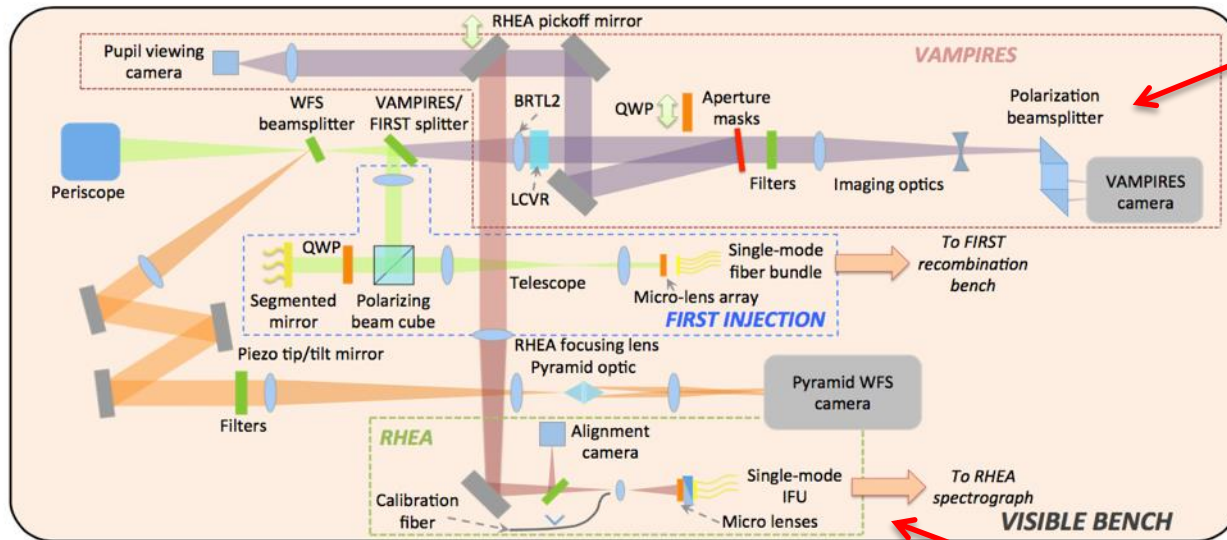 RHEA pickoff mirror
Pupil viewing
camera
VAMPIRES
WFS
beamsplitter
VAMPIRES/
FIRST splitter
BRTL2
QWP
Aperture
masks
Polarization
beamsplitter
Periscope
LCVR
Filters
Imaging optics
VAMPIRES
camera
QWP
Segmented
mirror
Polarizing
beam cube
Telescope
Single-mode
fiber bundle
Micro-lens array
FIRST INJECTION
To FIRST
recombination
bench
Piezo tip/tilt mirror
RHEA focusing lens
Pyramid optic
Pyramid WFS
camera
Filters
RHEA
Alignment
camera
Calibration
fiber
Single-mode
IFU
Micro lenses
To RHEA
spectrograph
VISIBLE BENCH